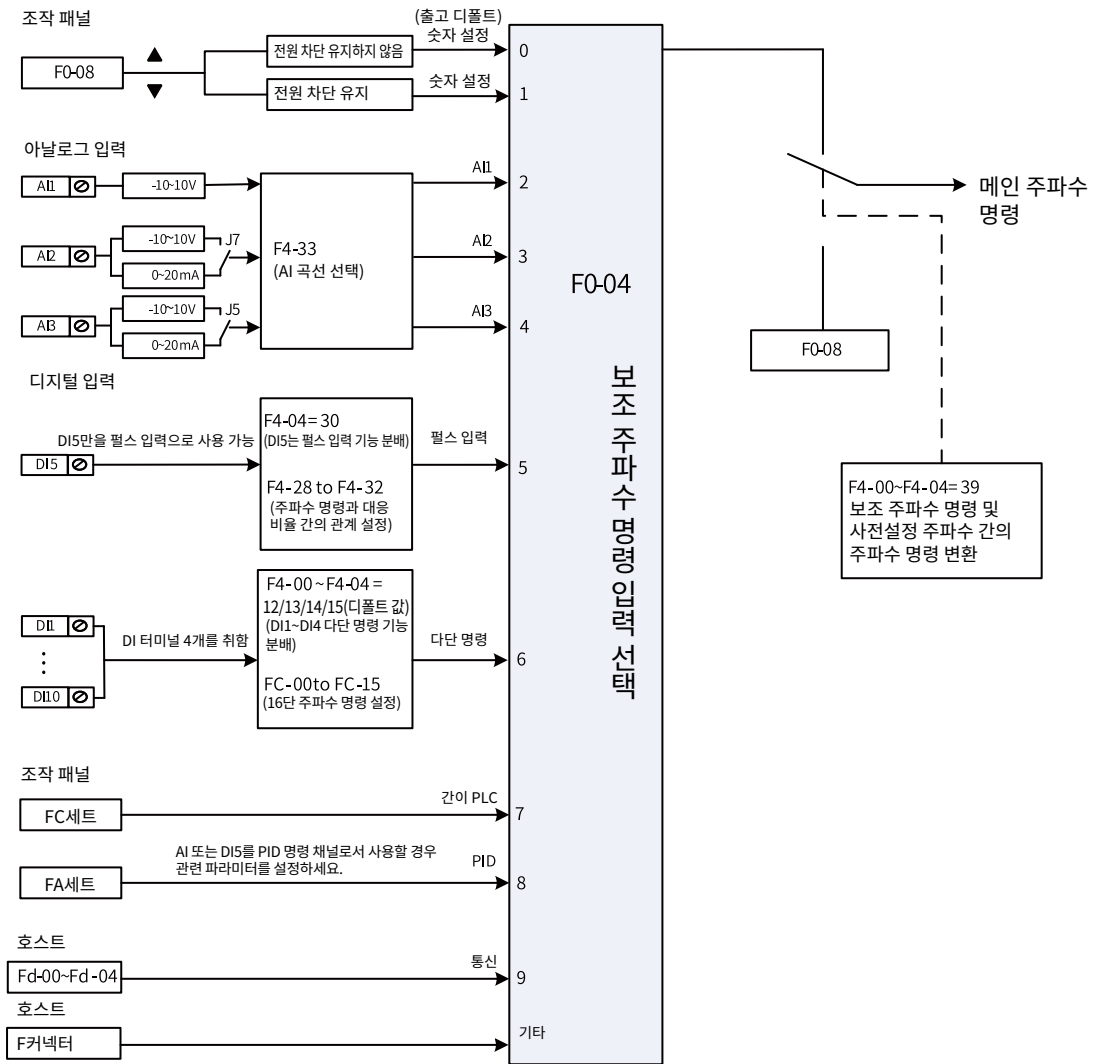 조작 패널
F0-08
▲
▼
전원 차단 유지하지 않음
(출고 디폴트)
숫자 설정
0
전원 차단 유지
숫자 설정
1
아날로그 입력
AI1
-10~10V
AI1
2
AI2
-10~10V
0~20mA
J7
F4-33
(AI 곡선 선택)
AI2
3
AI3
-10~10V
0~20mA
J5
AI3
4
디지털 입력
DI5
DI5만을 펄스 입력으로 사용 가능
F4-04=30
(DI5는 펄스 입력 기능 분배)
F4-28 to F4-32
(주파수 명령과 대응
비율 간의 관계 설정)
펄스 입력
5
DI1
⋮
DI10
DI 터미널 4개를 취함
F4-00~F4-04=
12/13/14/15(디폴트 값)
(DI1~DI4 다단 명령 기능
분배)
FC-00to FC-15
(16단 주파수 명령 설정)
다단 명령
6
조작 패널
FC세트
간이 PLC
7
FA세트
AI 또는 DI5를 PID 명령 채널로서 사용할 경우
관련 파라미터를 설정하세요.
PID
8
호스트
Fd-00~Fd-04
통신
9
호스트
F커넥터
기타
F0-04
보조 주파수 명령 입력 선택
메인 주파수
명령
F0-08
F4-00~F4-04=39
보조 주파수 명령 및
사전설정 주파수 간의
주파수 명령 변환